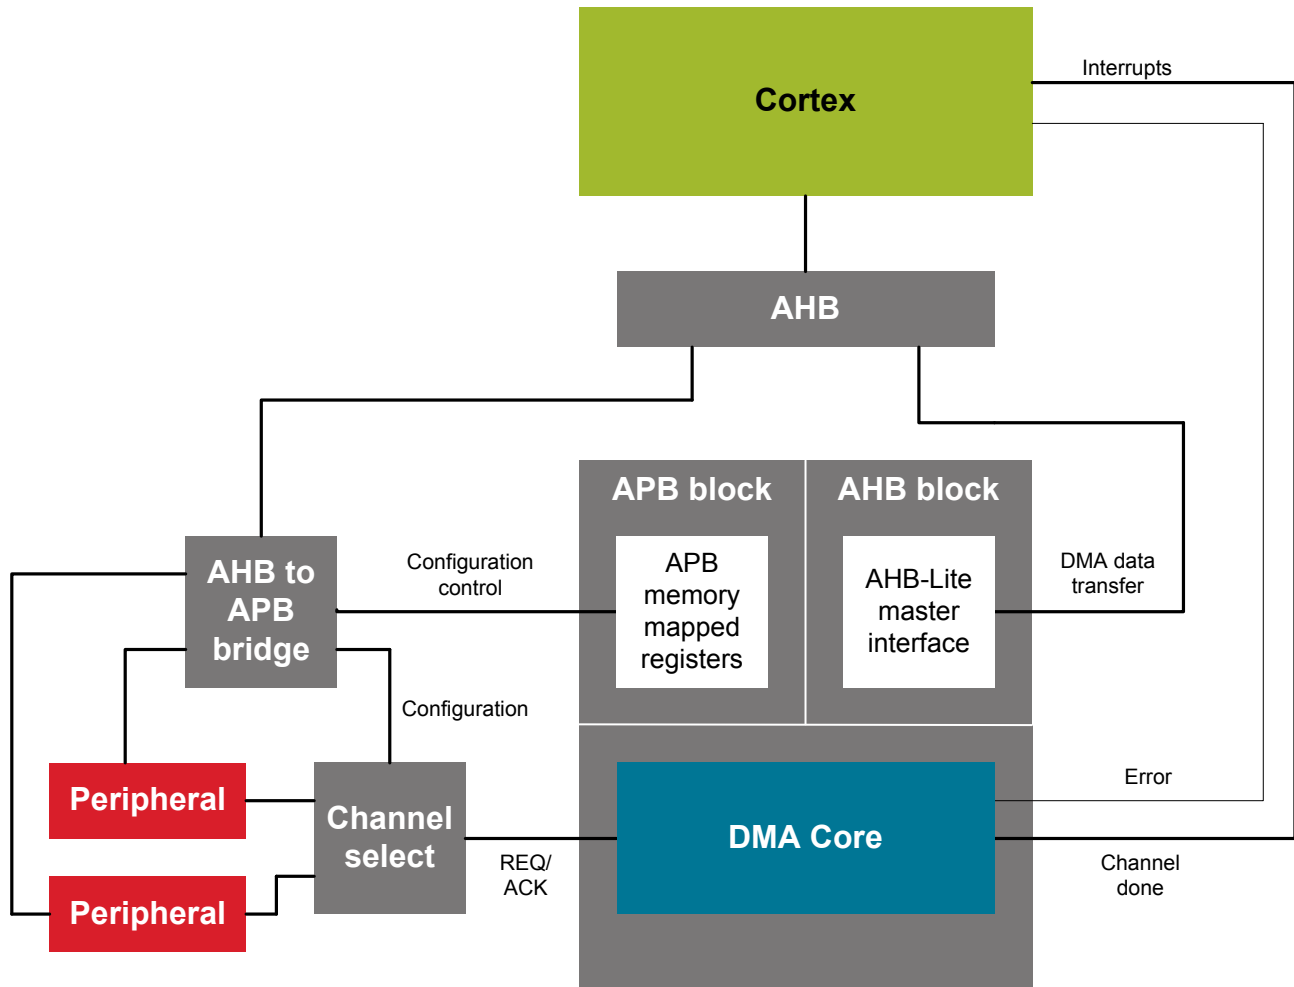 Interrupts
Cortex
AHB
APB block
AHB block
AHB to
APB
bridge
Configuration
control
APB
memory
mapped
registers
AHB-Lite
master
interface
DMA data
transfer
Configuration
Peripheral
Channel
select
DMA Core
Error
REQ/
ACK
Channel
done
Peripheral